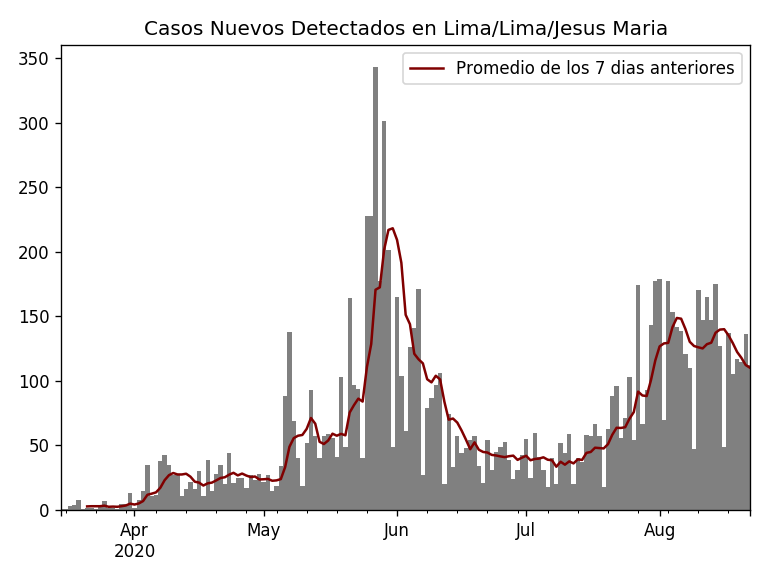 Casos Nuevos Detectados en Lima/Lima/Jesus Maria
Promedio de los 7 dias anteriores
350
300
250
200
150
100
50
0
Apr
2020
May
Jun
Jul
Aug